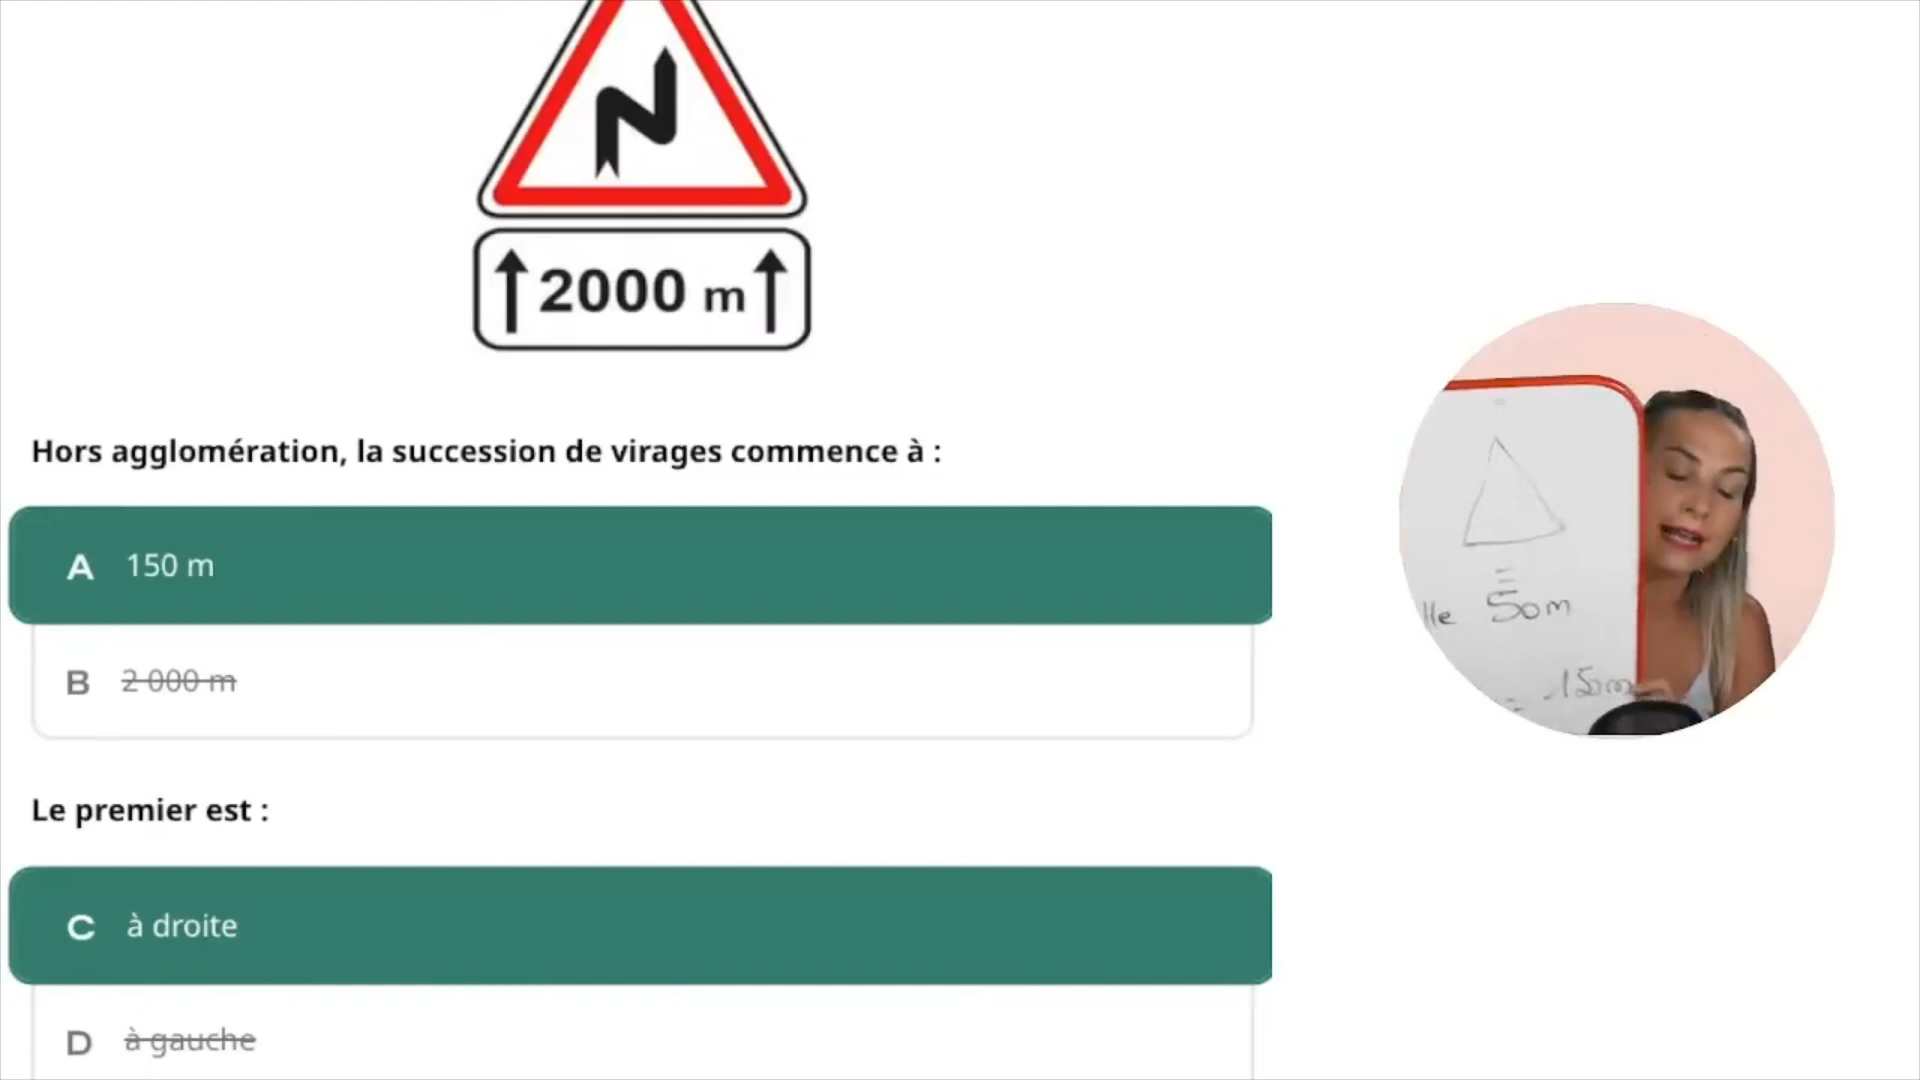 2000 m
Hors agglomération, la succession de virages commence à :
A 150 m
B 2 000 m
lle 50m
= 150m
Le premier est :
C à droite
D à gauche